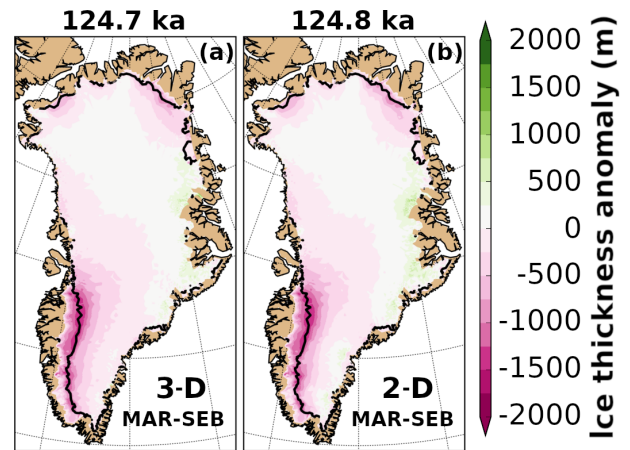 124.7 ka
124.8 ka
(a)
(b)
3-D
MAR-SEB
2-D
MAR-SEB
2000
1500
1000
500
0
-500
-1000
-1500
-2000
Ice thickness anomaly (m)